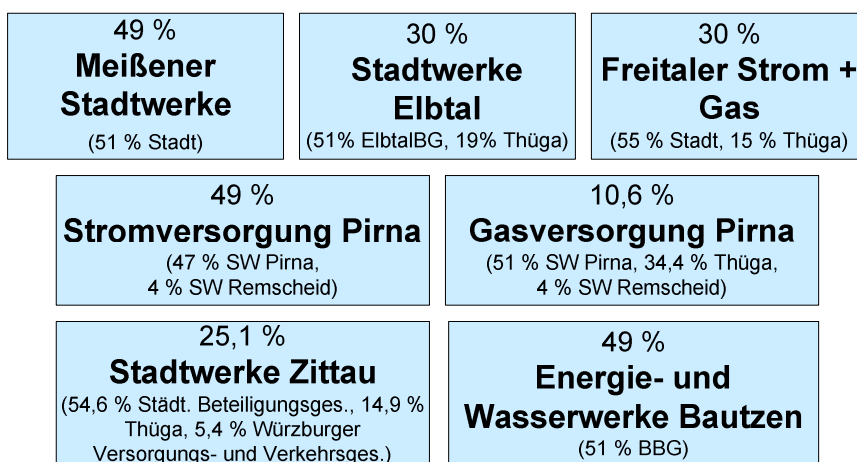 49 %
Meißener
Stadtwerke
(51 % Stadt)
30 %
Stadtwerke
Elbtal
(51% ElbtalBG, 19% Thüga)
30 %
Freitaler Strom +
Gas
(55 % Stadt, 15 % Thüga)
49 %
Stromversorgung Pirna
(47 % SW Pirna,
4 % SW Remscheid)
10,6 %
Gasversorgung Pirna
(51 % SW Pirna, 34,4 % Thüga,
4 % SW Remscheid)
25,1 %
Stadtwerke Zittau
(54,6 % Städt. Beteiligungsges., 14,9 %
Thüga, 5,4 % Würzburger
Versorgungs- und Verkehrsges.)
49 %
Energie- und
Wasserwerke Bautzen
(51 % BBG)